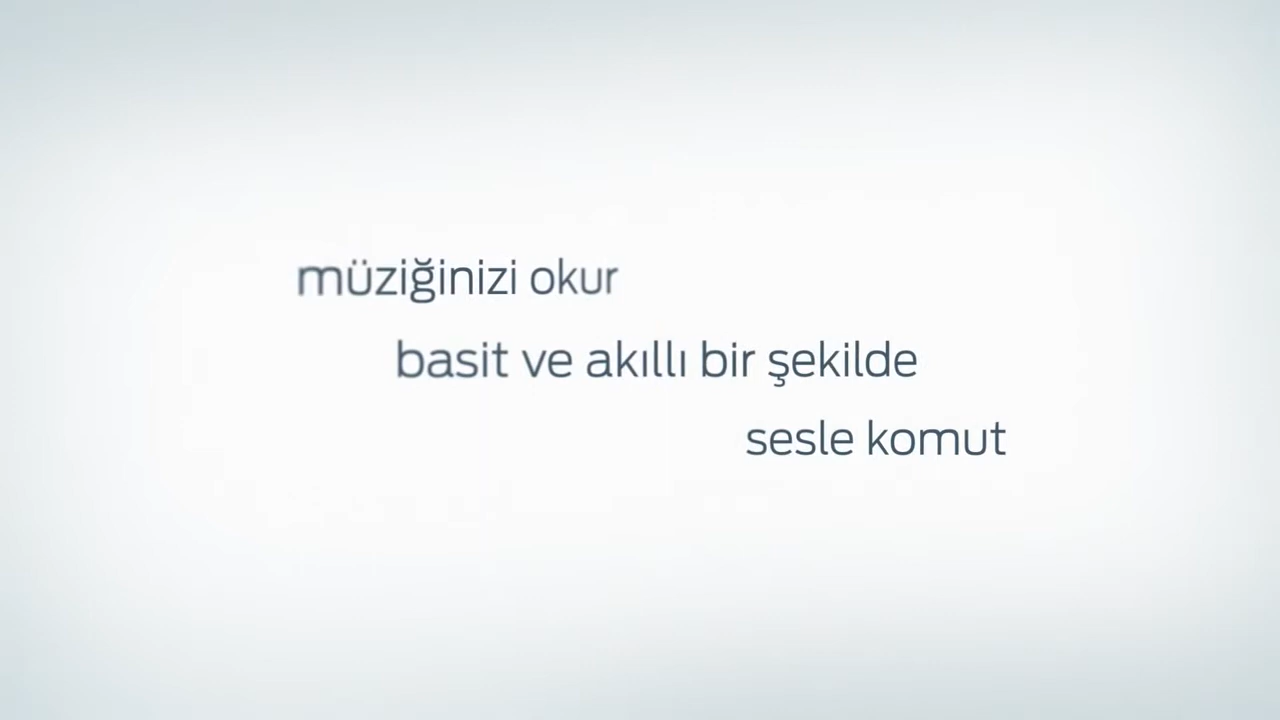 müziğinizi okur
basit ve akıllı bir şekilde
sesle komut